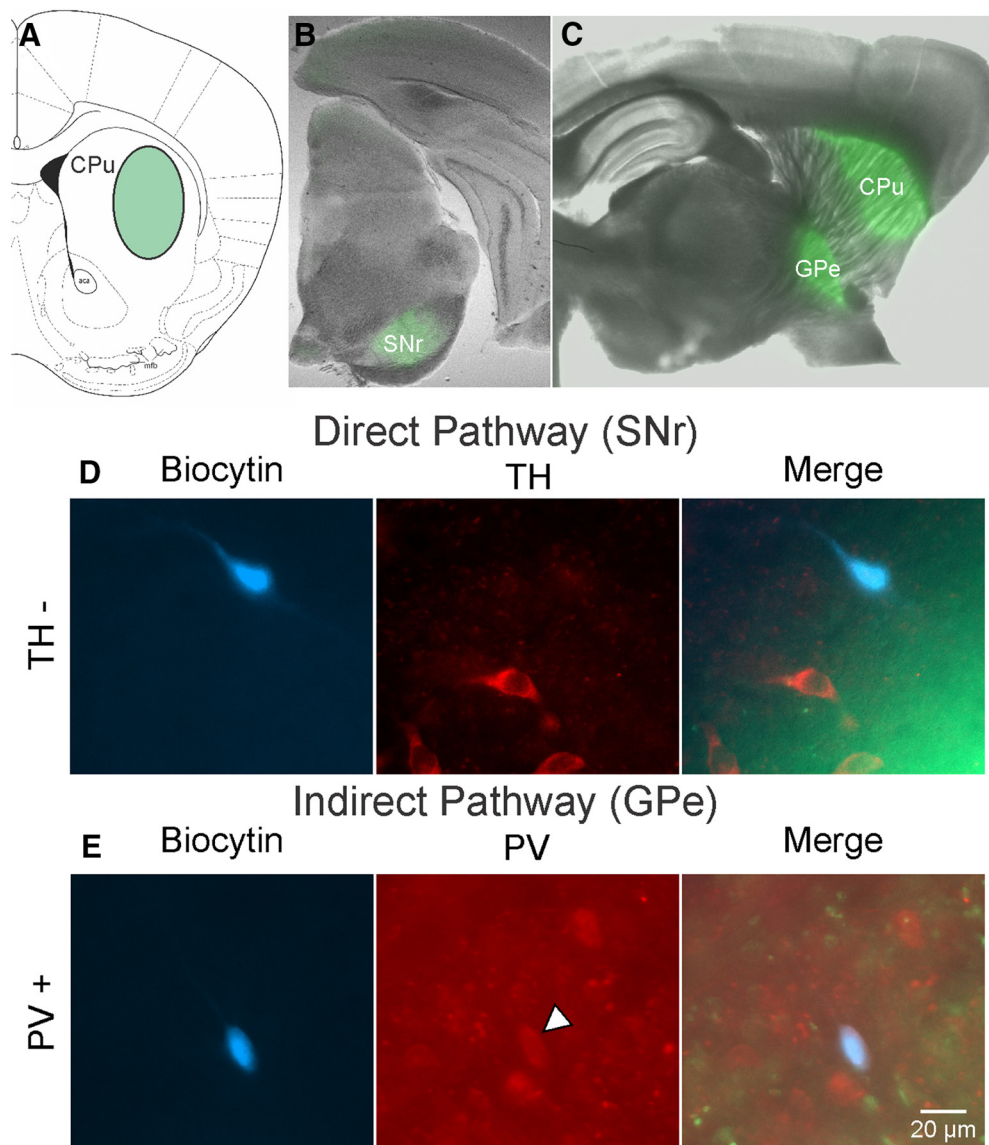 A
B
C
CPu
aca
mfb
SNr
CPu
GPe
Direct Pathway (SNr)
D
Biocytin
TH
Merge
TH -
Indirect Pathway (GPe)
E
Biocytin
PV
Merge
PV +
20 µm